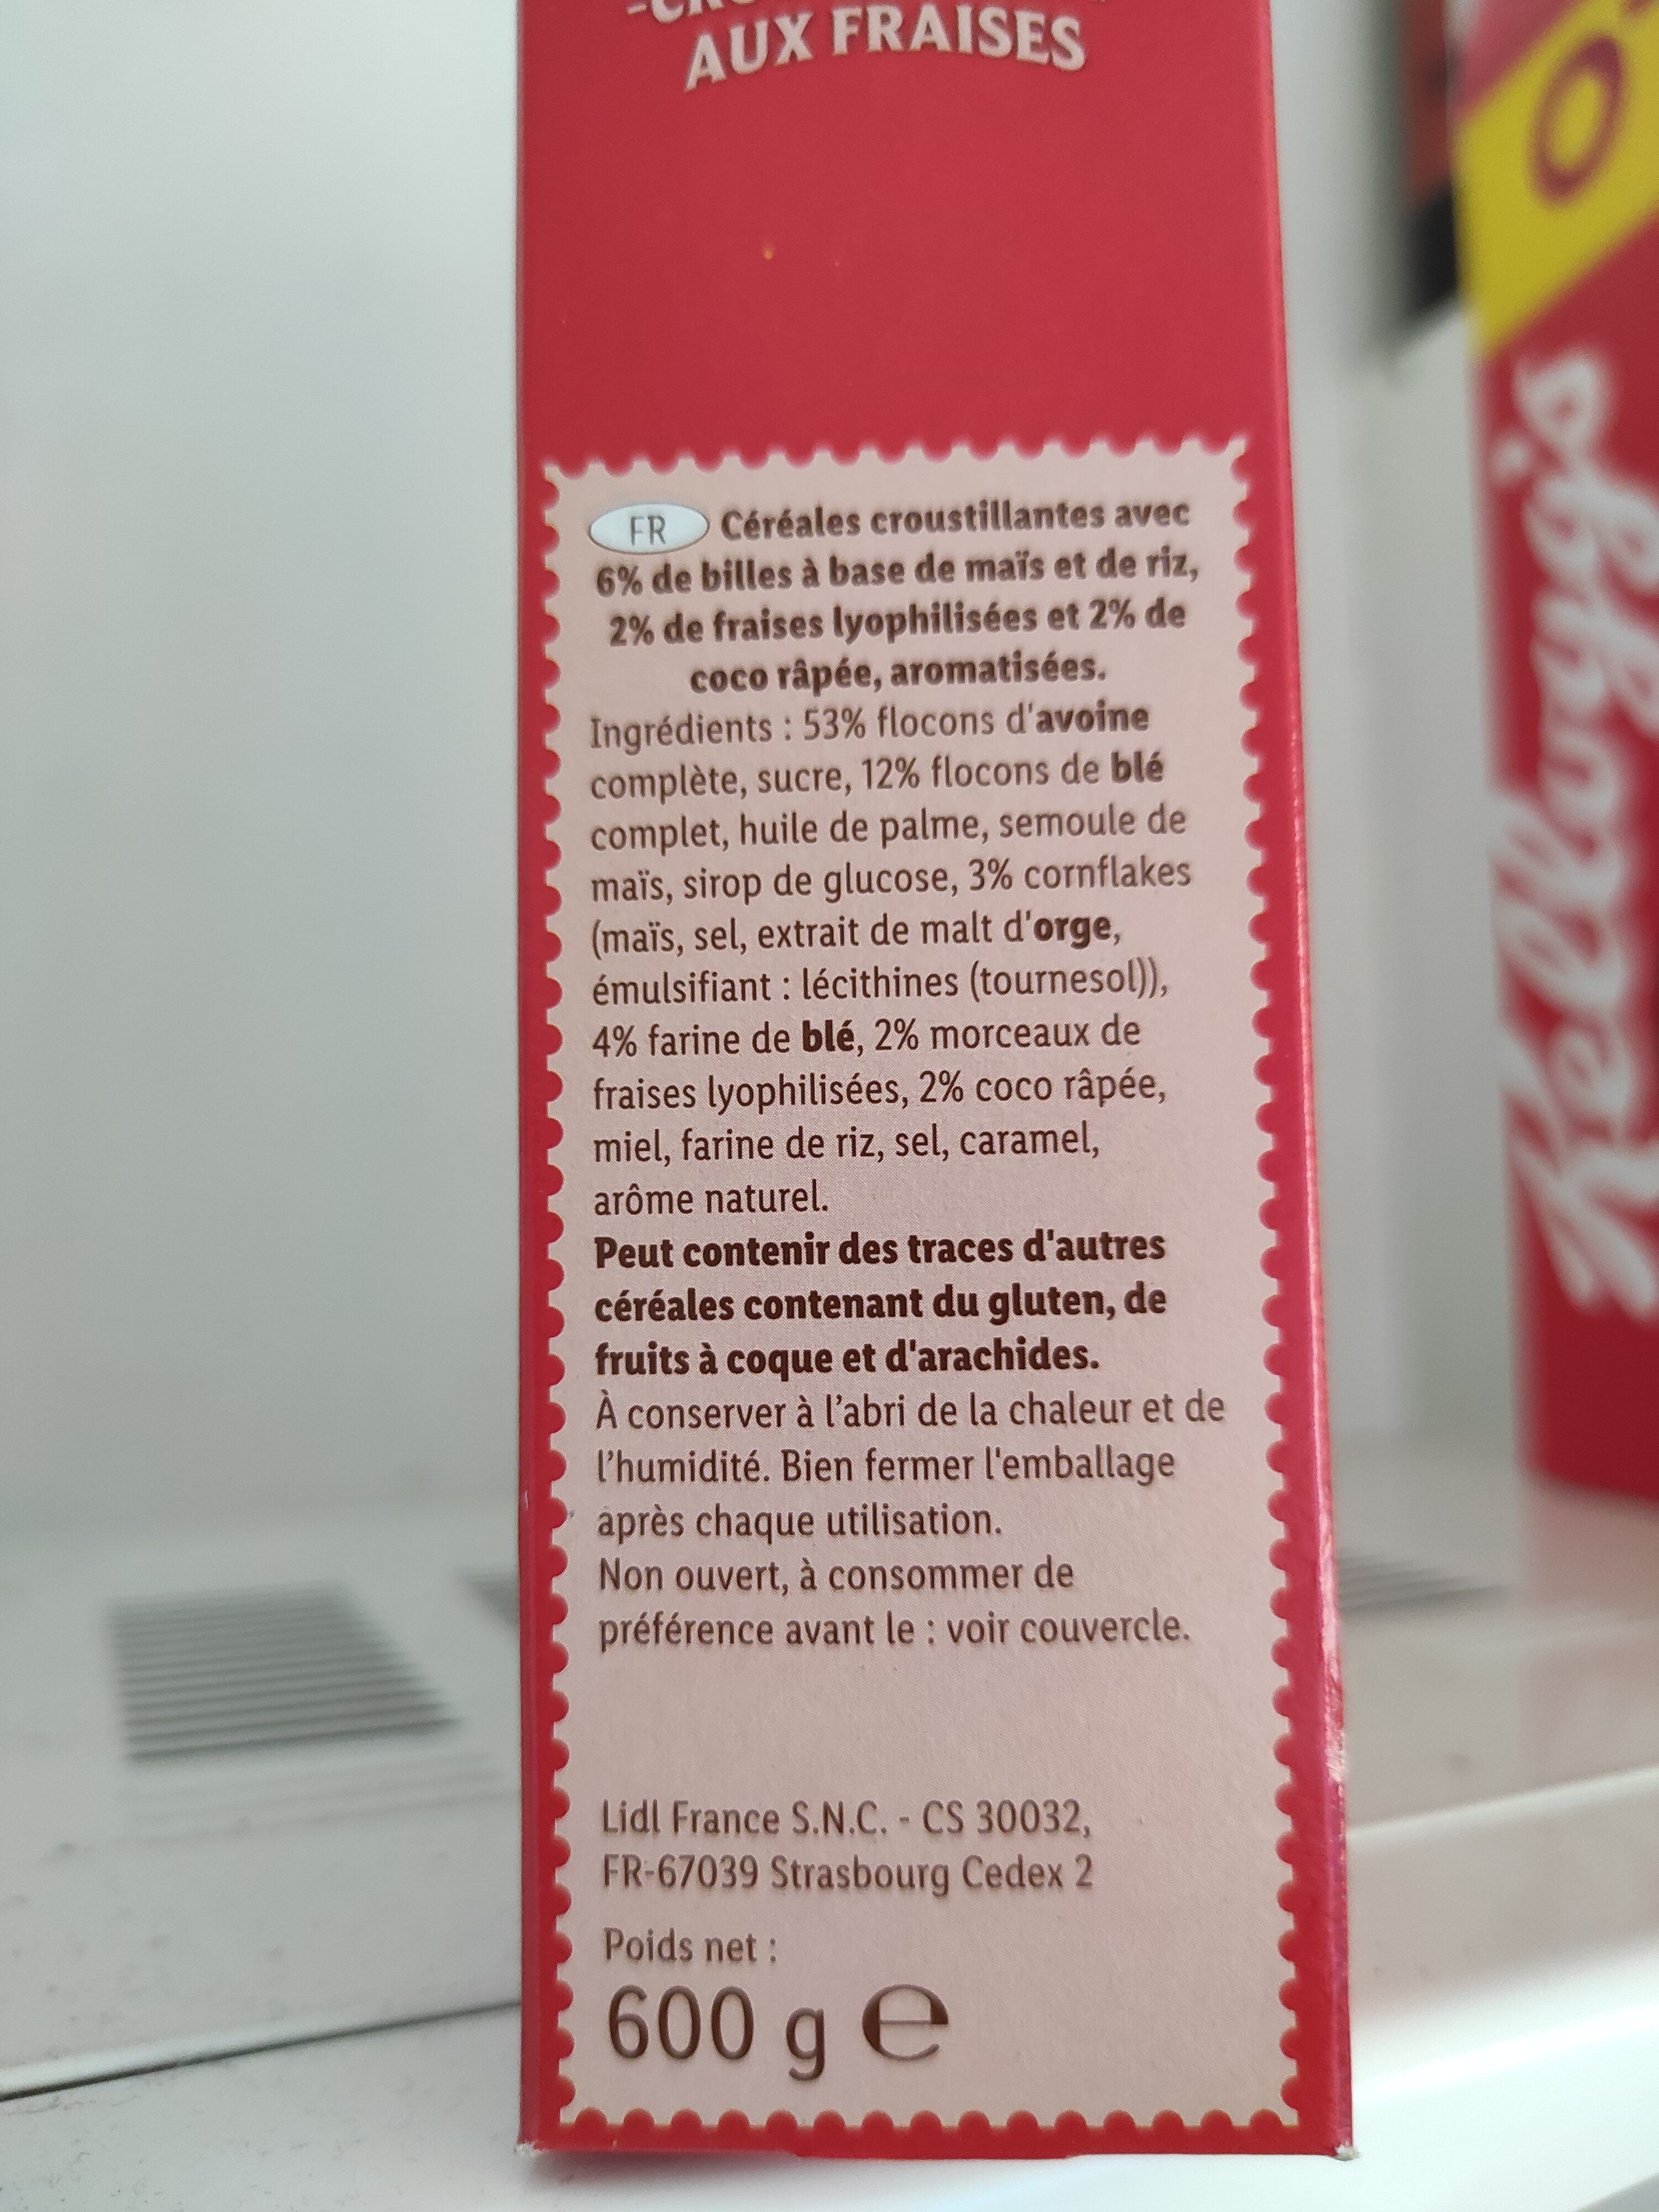 AUX FRAISES
FR Céréales croustillantes avec
6% de billes à base de maïs et de riz,
2% de fraises lyophilisées et 2% de
coco râpée, aromatisées.
Ingrédients : 53% flocons d'avoine
complète, sucre, 12% flocons de blé
complet, huile de palme, semoule de
maïs, sirop de glucose, 3% cornflakes
(maïs, sel, extrait de malt d'orge,
émulsifiant : lécithines (tournesol)),
4% farine de blé, 2% morceaux de
fraises lyophilisées, 2% coco râpée,
miel, farine de riz, sel, caramel,
arôme naturel.
Peut contenir des traces d'autres
céréales contenant du gluten, de
fruits à coque et d'arachides.
À conserver à l’abri de la chaleur et de
l’humidité. Bien fermer l'emballage
après chaque utilisation.
Non ouvert, à consommer de
préférence avant le : voir couvercle.
Lidl France S.N.C. - CS 30032,
FR-67039 Strasbourg Cedex 2
Poids net :
600 g e
Kellogg's